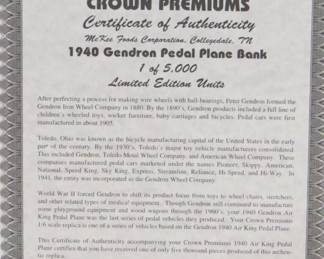 CROWN PREMIUMS
Certificate of Authenticity
McKee Foods Corporation, Collegedale, TN
1940 Gendron Pedal Plane Bank
1 of 5,000
Limited Edition Units
After perfecting a process for making wire wheels with ball-bearings, Peter Gendron formed the
Gendron Iron Wheel Company in 1880. By the 1890's, Gendron products included a full line of
children's wheeled toys, wicker furniture, baby carriages and bicycles. Pedal cars were first
manufactured in about 1905.
Toledo, Ohio was known as the bicycle manufacturing capital of the United States in the early
part of the century. By the 1930's, Toledo's major toy vehicle manufacturers consolidated.
This included Gendron, Toledo Metal Wheel Company, and American Wheel Company. These
companies manufactured pedal cars marketed under the names Pioneer, Skippy, American,
National, Speed King, Sky King, Express, Streamline, Reliance, Hi-Speed, and Hi-Way. In
1941, the entity was incorporated as the Gendron Wheel Company.
World War II forced Gendron to shift its product focus from toys to wheel chairs, stretchers,
and other related types of medical equipment. Though Gendron still continued to manufacture
some playground equipment and wood wagons through the 1960's, your 1940 Gendron Air
King Pedal Plane was the last series of pedal vehicles they produced. Your Crown Premiums
1:6 scale replica is one of a series of vehicles based on the Gendron 1940 Air King Pedal Plane.
This Certificate of Authenticity accompanying your Crown Premiums 1940 Air King Pedal
Plane certifies that you have received one of only five thousand pieces produced of this authen-
tic replica.